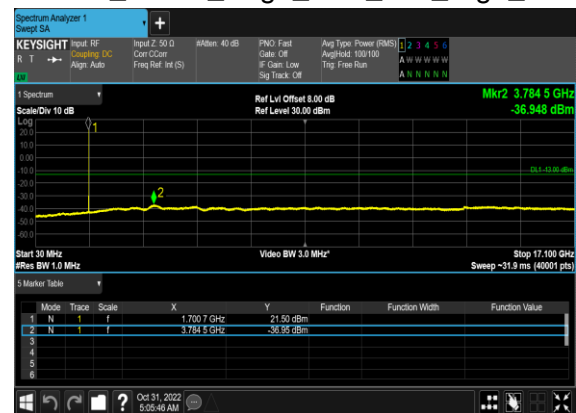 Spectrum Analyzer 1
Swept SA
KEYSIGHT Input: RF Input Z: 50 Ω #Atten: 40 dB PNO: Fast Avg Type: Power (RMS) 1 2 3 4 5 6
R T Coupling: DC Corr CCorr Gate: Off Avg|Hold: 100/100 A W W W W W
Align: Auto Freq Ref: Int (S) IF Gain: Low Trig: Free Run
Sig Track: Off A N N N N N
LXI
1 Spectrum Ref Lvl Offset 8.00 dB Mkr2 3.784 5 GHz
Scale/Div 10 dB Ref Level 30.00 dBm -36.948 dBm
Log
20.0 1
10.0
0.00
-10.0 DL1 -13.00 dBm
-20.0
-30.0 2
-40.0
-50.0
-60.0
Start 30 MHz Video BW 3.0 MHz* Stop 17.100 GHz
#Res BW 1.0 MHz Sweep ~31.9 ms (40001 pts)
5 Marker Table
Mode Trace Scale X Y Function Function Width Function Value
1 N 1 f 1.700 7 GHz 21.50 dBm
2 N 1 f 3.784 5 GHz -36.95 dBm
3
4
5
6
? Oct 31, 2022
5:05:46 AM